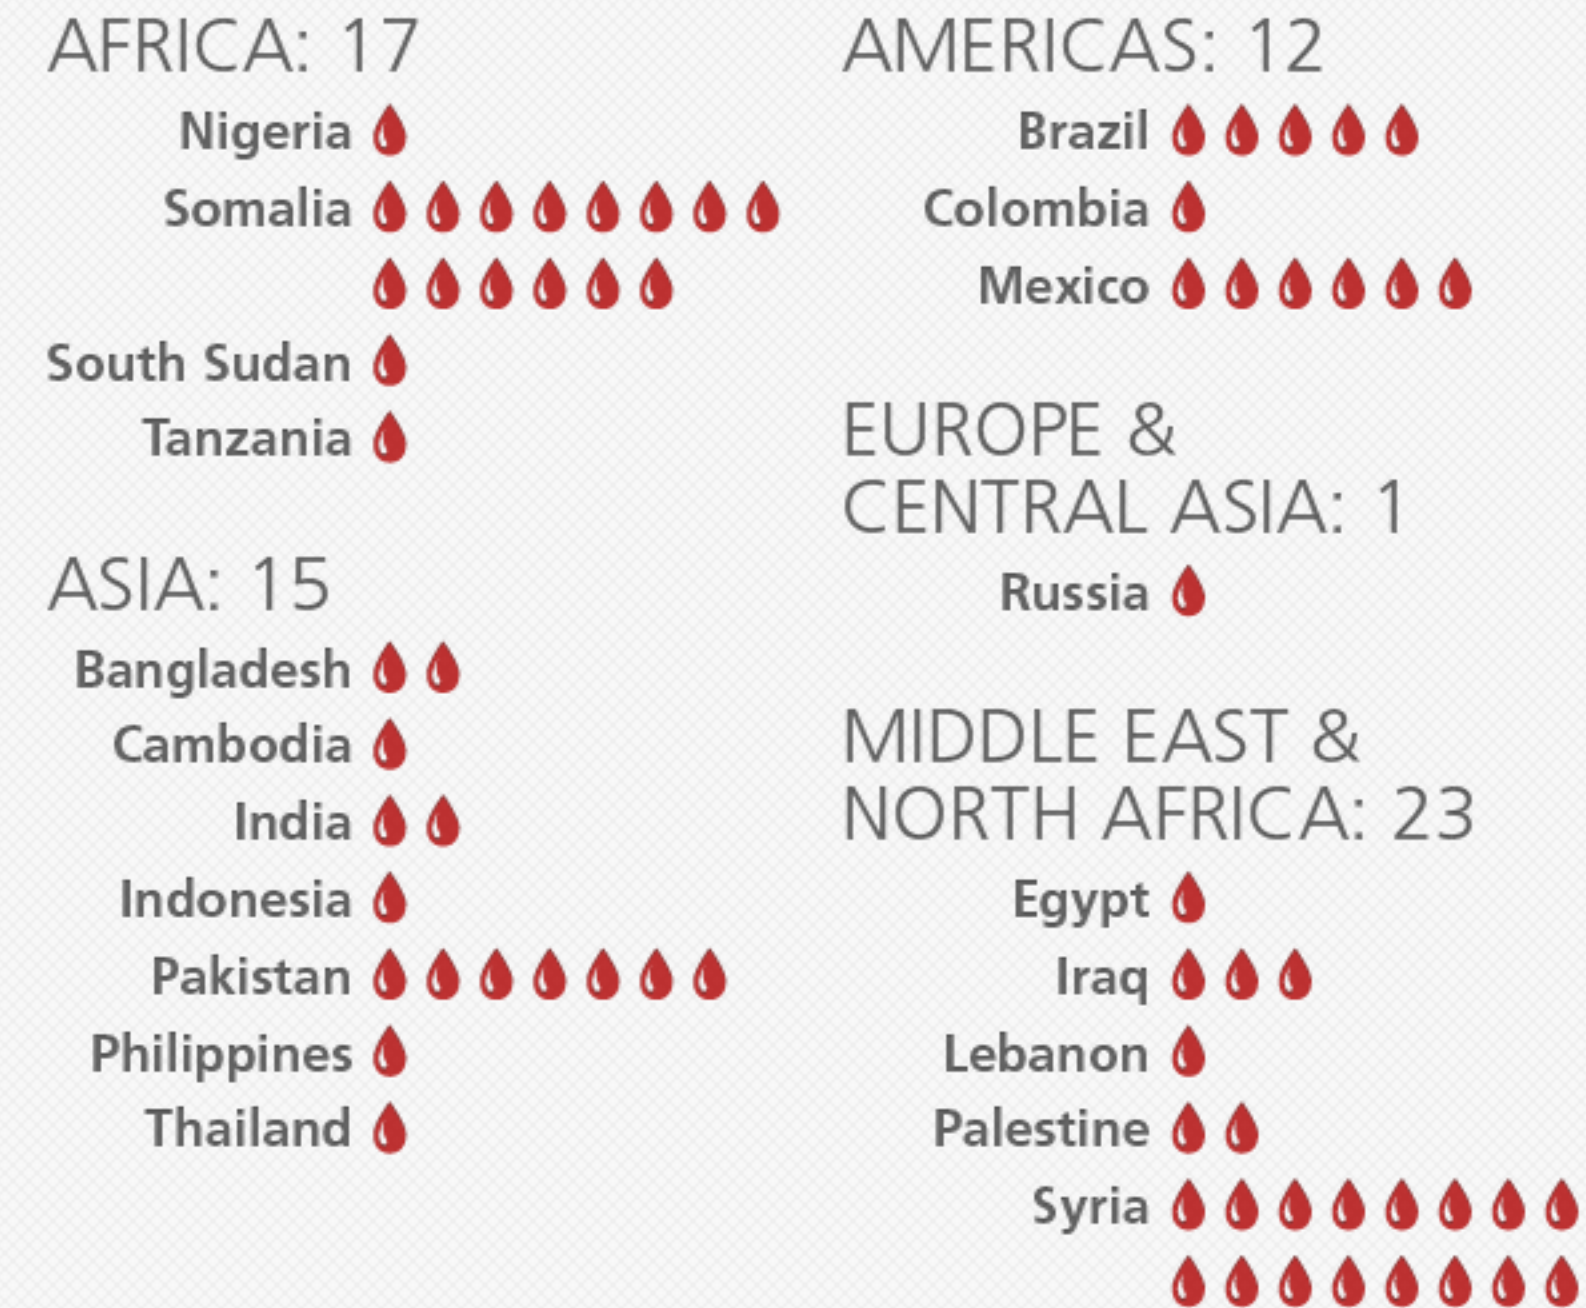 AFRICA: 17
Nigeria
Somalia
South Sudan
Tanzania
ASIA: 15
Bangladesh
Cambodia
India
Indonesia
Pakistan
Philippines
Thailand
AMERICAS: 12
Brazil
Colombia
Mexico
EUROPE &
CENTRAL ASIA: 1
Russia
MIDDLE EAST &
NORTH AFRICA: 23
Egypt
Iraq
Lebanon
Palestine
Syria